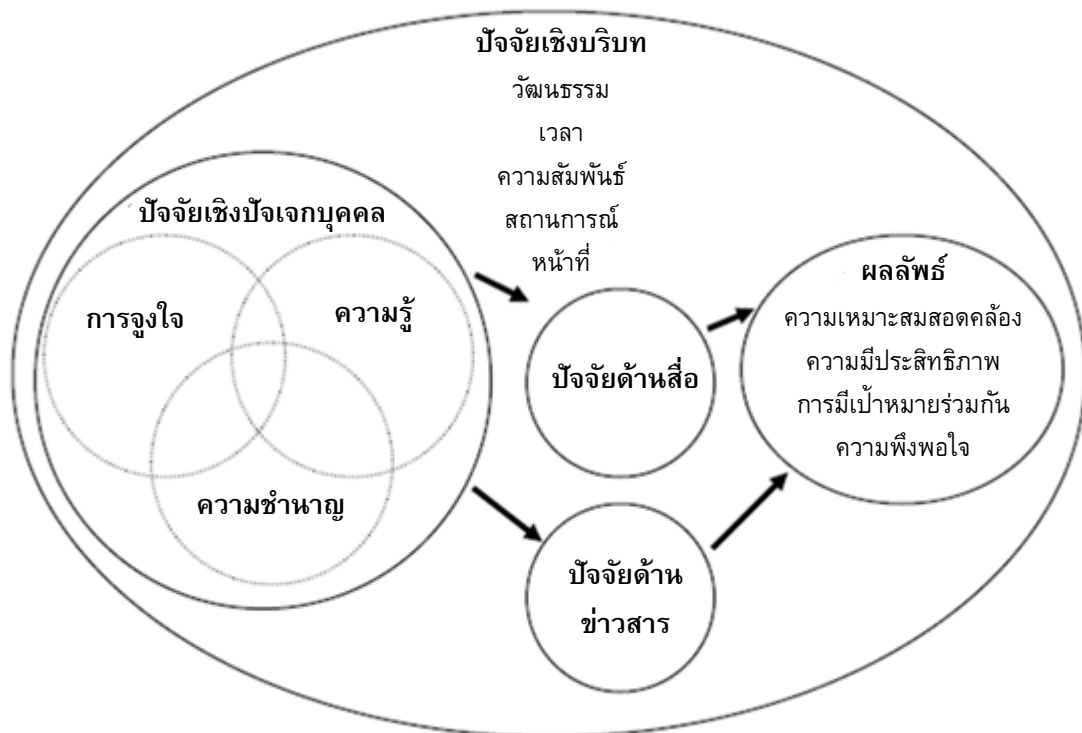 ปัจจัยเชิงบริบท
วัฒนธรรม
เวลา
ความสัมพันธ์
สถานการณ์
หน้าที่
ปัจจัยเชิงปัจเจกบุคคล
การจูงใจ
ความรู้
ความชำนาญ
ปัจจัยด้านสื่อ
ปัจจัยด้าน
ข่าวสาร
ผลลัพธ์
ความเหมาะสมสอดคล้อง
ความมีประสิทธิภาพ
การมีเป้าหมายร่วมกัน
ความพึงพอใจ